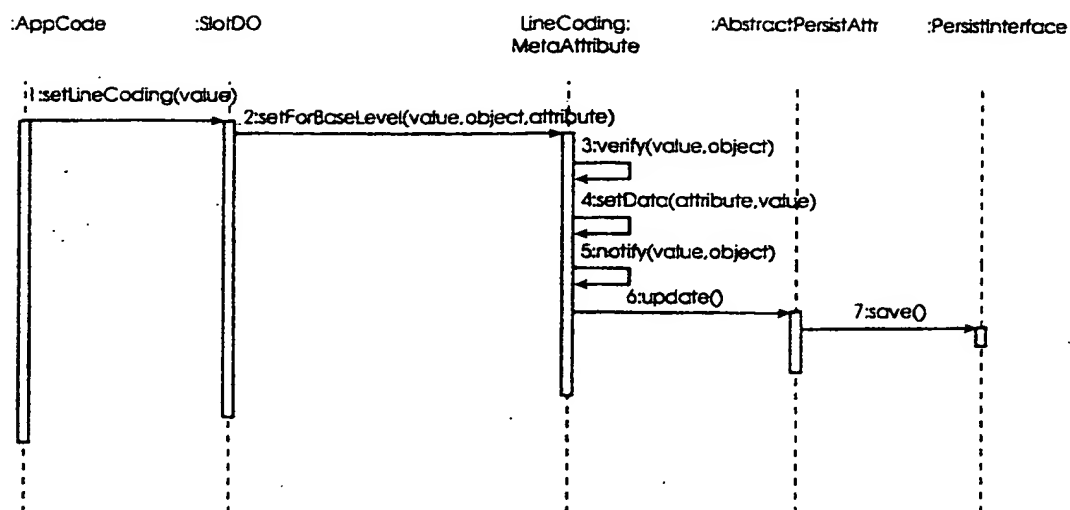 :AppCode
:SlotDO
LineCoding:
MetaAttribute
:AbstractPersistAttr
:PersistInterface
1:setLineCoding(value)
2:setForBaseLevel(value,object,attribute)
3:verify(value,object)
4:setData(attribute,value)
5:notify(value,object)
6:update()
7:save()